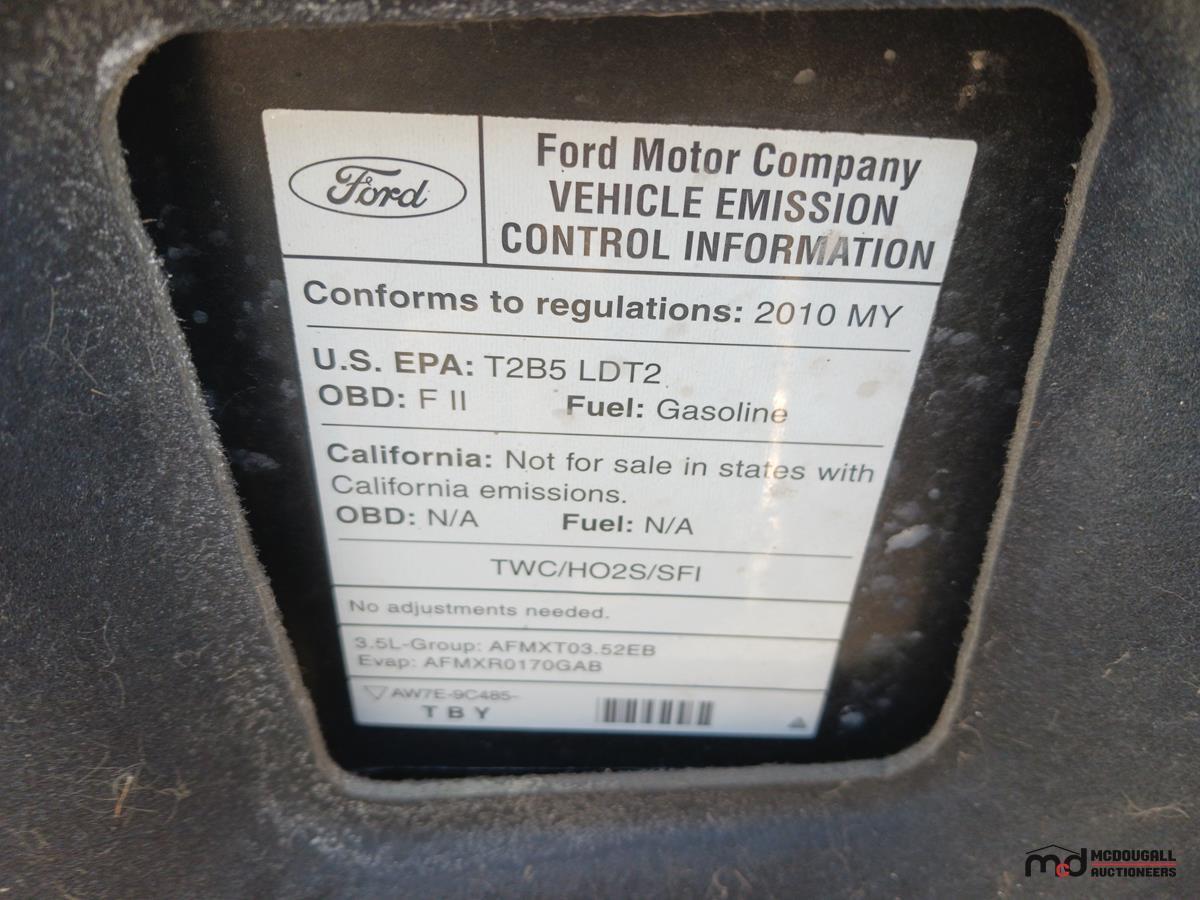 Ford
Ford Motor Company
VEHICLE EMISSION
CONTROL INFORMATION
Conforms to regulations: 2010 MY
U.S. EPA: T2B5 LDT2
OBD: F II Fuel: Gasoline
California: Not for sale in states with
California emissions.
OBD: N/A Fuel: N/A
TWC/HO2S/SFI
No adjustments needed.
3.5L-Group: AFMXT03.52EB
Evap: AFMXR0170GAB
AW7E-9C485-
TBY
mcd MCDOUGALL
AUCTIONEERS